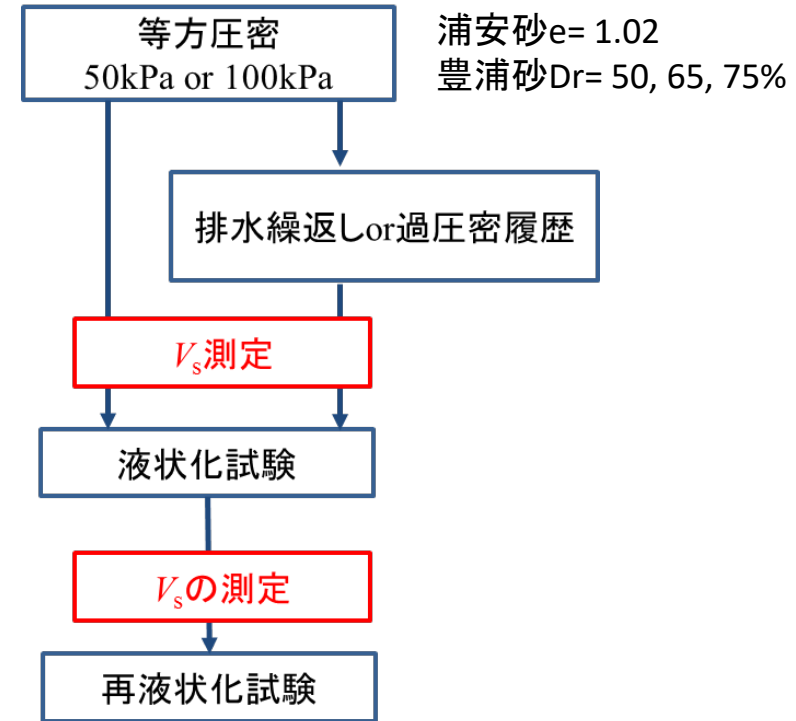 等方圧密
50kPa or 100kPa
浦安砂e= 1.02
豊浦砂Dr= 50, 65, 75%
排水繰返しor過圧密履歴
Vs測定
液状化試験
Vsの測定
再液状化試験